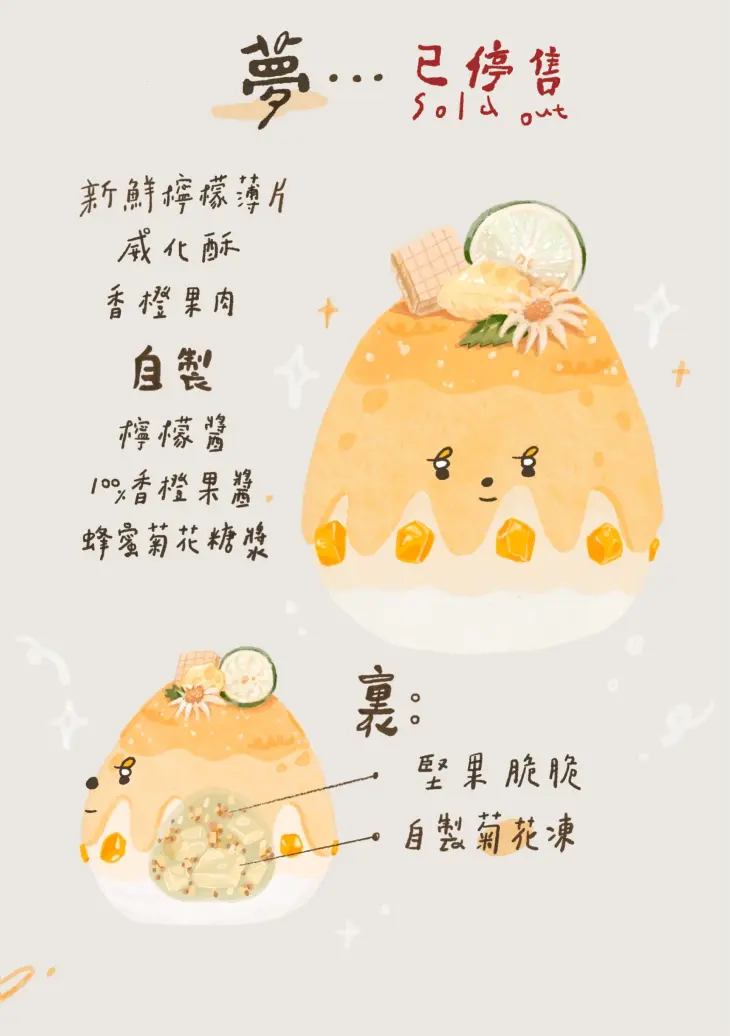 夢… 已停售
Sold out
新鮮檸檬薄片
威化酥
香橙果肉
自製
檸檬醬
100%香橙果醬
蜂蜜菊花糖漿
裏：
堅果脆脆
自製菊花凍